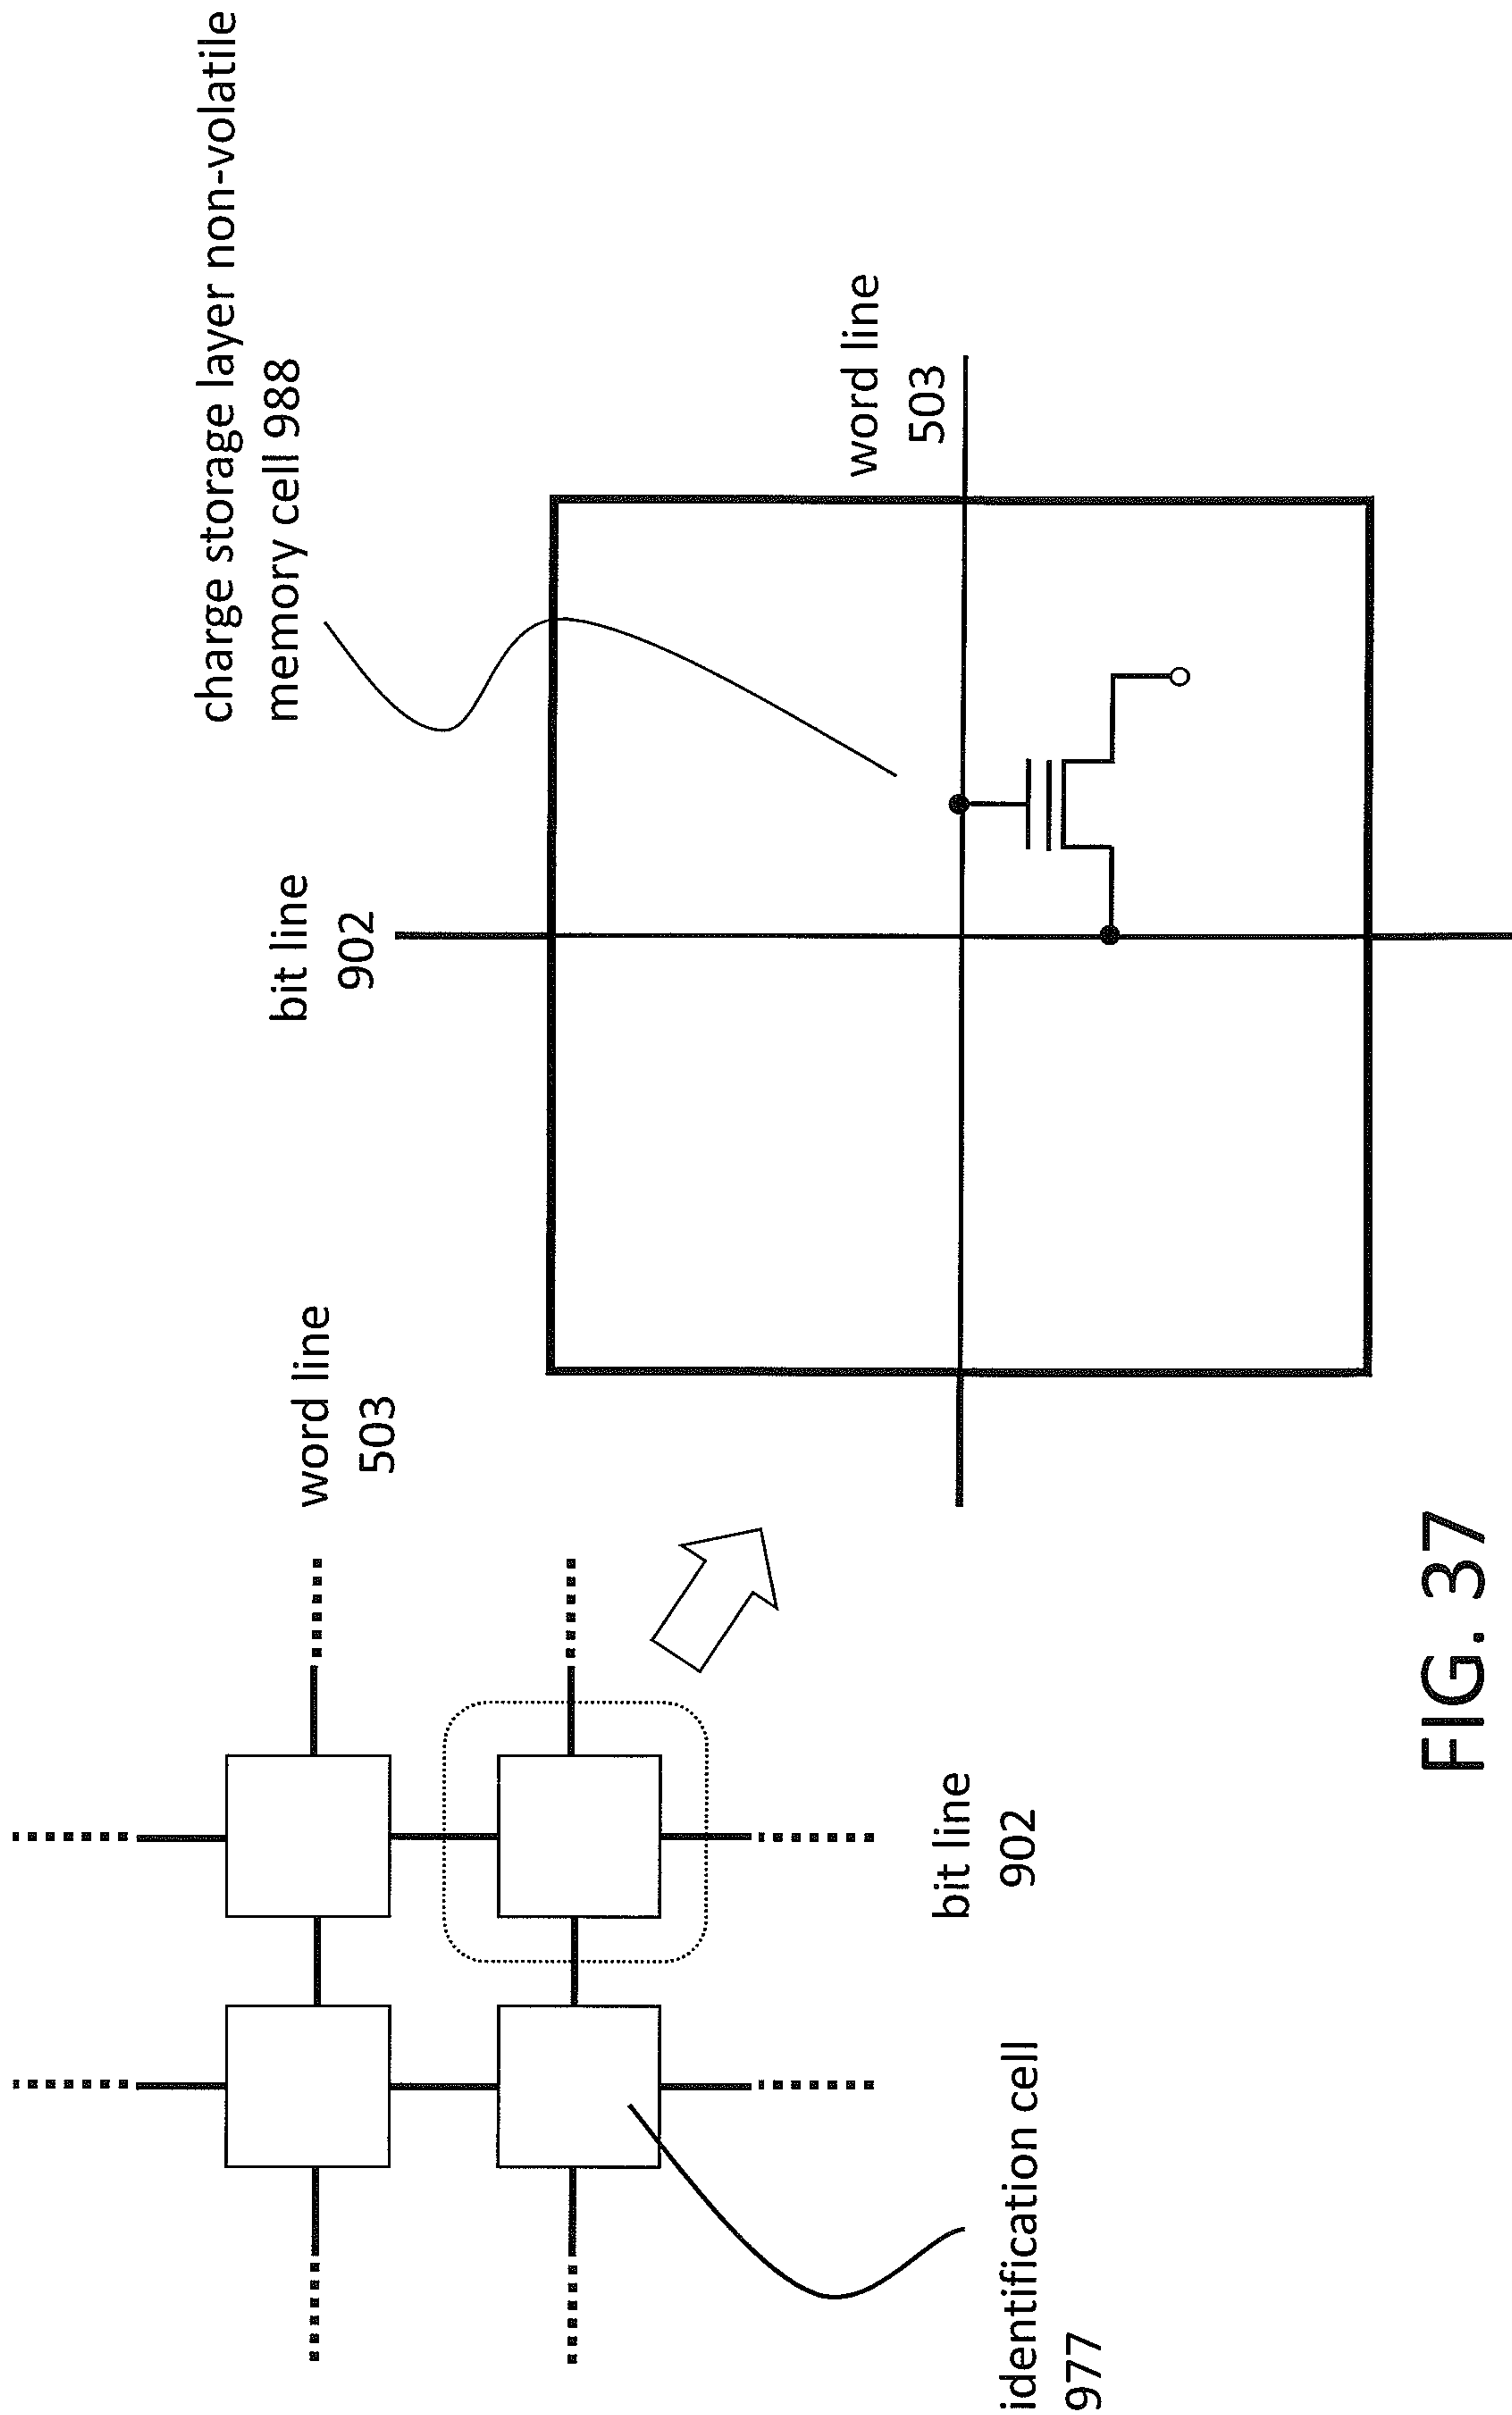 charge storage layer non-volatile
memory cell 988
word line
503
bit line
902
word line
503
bit line
902
identification cell
977
FIG. 37